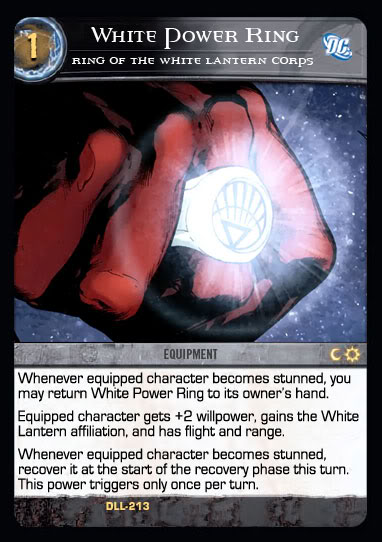 1
White Power Ring
DC
Ring of the White Lantern Corps
EQUIPMENT
Whenever equipped character becomes stunned, you
may return White Power Ring to its owner's hand.
Equipped character gets +2 willpower, gains the White
Lantern affiliation, and has flight and range.
Whenever equipped character becomes stunned,
recover it at the start of the recovery phase this turn.
This power triggers only once per turn.
DLL-213